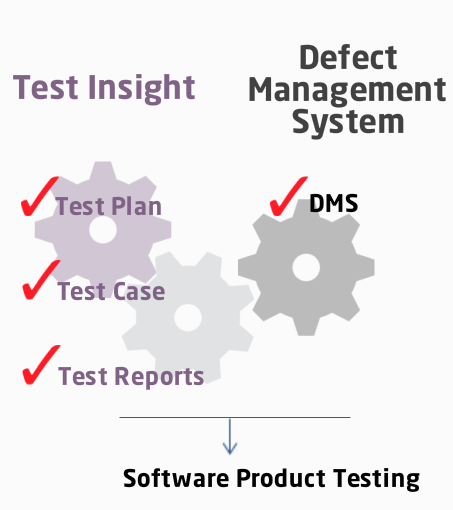 Test Insight
Defect
Management
System
Test Plan
DMS
Test Case
Test Reports
Software Product Testing